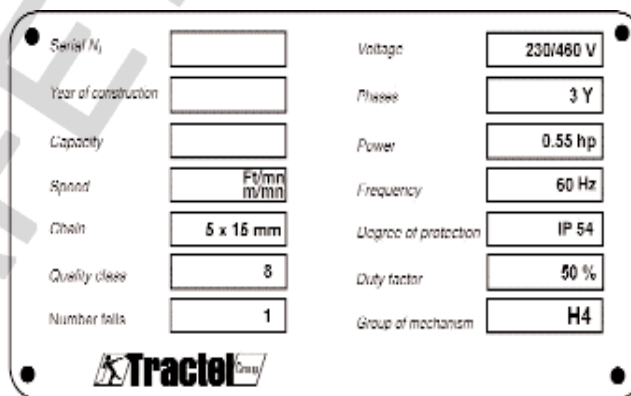 Serial N,
Year of construction
Capacity
Speed Ft/mn
m/mn
Chain 5 x 15 mm
Quality class 8
Number falls 1
Voltage 230/460 V
Phases 3 Y
Power 0.55 hp
Frequency 60 Hz
Degree of protection IP 54
Duty factor 50 %
Group of mechanism H4
Tractel Group